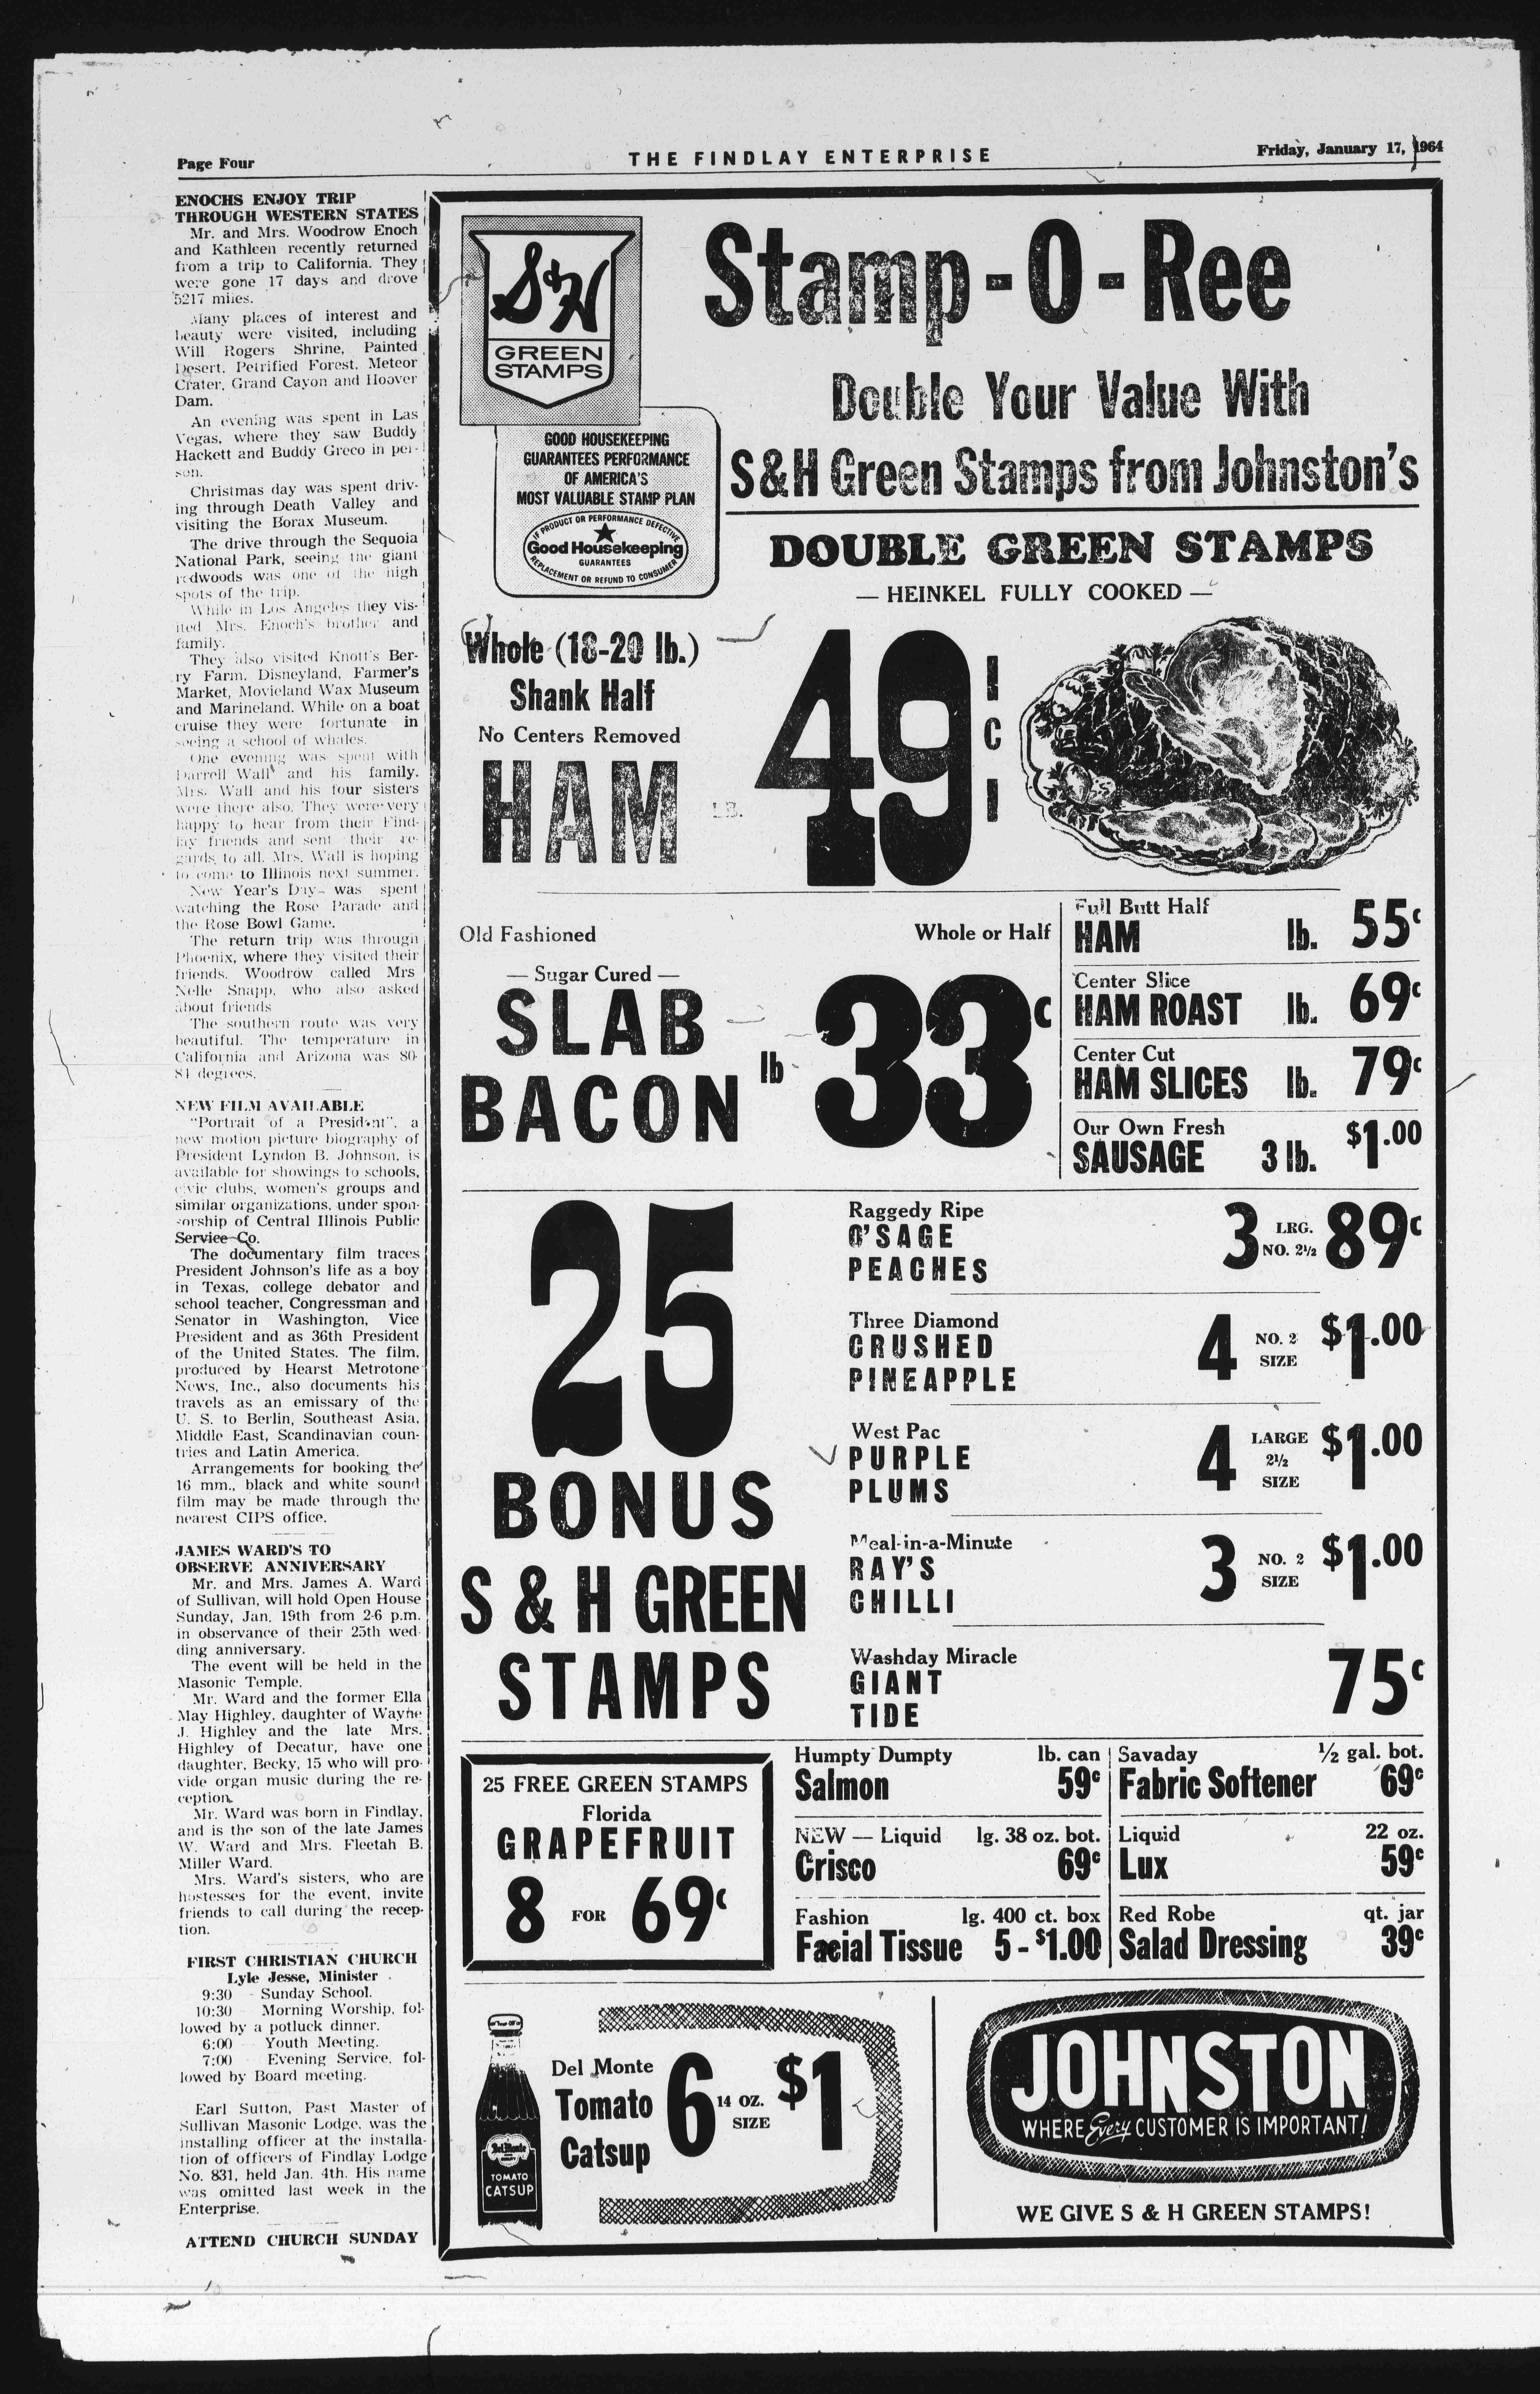 Page Four
THE FINDLAY ENTERPRISE
Friday, January 17, 1964
ENOCHS ENJOY TRIP
THROUGH WESTERN STATES
Mr. and Mrs. Woodrow Enoch
and Kathleen recently returned
from a trip to California. They
were gone 17 days and drove
5217 miles.
Many places of interest and
beauty were visited, including
Will Rogers Shrine, Painted
Desert, Petrified Forest, Meteor
Crater, Grand Cayon and Hoover
Dam.
An evening was spent in Las
Vegas, where they saw Buddy
Hackett and Buddy Greco in per-
son.
Christmas day was spent driv-
ing through Death Valley and
visiting the Borax Museum.
The drive through the Sequoia
National Park, seeing the giant
redwoods was one of the high
spots of the trip.
While in Los Angeles they vis-
ited Mrs. Enoch's brother and
family.
They also visited Knott's Ber-
ry Farm, Disneyland, Farmer's
Market, Movieland Wax Museum
and Marineland. While on a boat
cruise they were fortunate in
seeing a school of whales.
One evening was spent with
Darrell Wall and his family.
Mrs. Wall and his four sisters
were there also. They were very
happy to hear from their Find-
lay friends and sent their re-
gards to all. Mrs. Wall is hoping
to come to Illinois next summer.
New Year's Day was spent
watching the Rose Parade and
the Rose Bowl Game.
The return trip was through
Phoenix, where they visited their
friends. Woodrow called Mrs
Nelle Snapp, who also asked
about friends
The southern route was very
beautiful. The temperature in
California and Arizona was 80-
84 degrees.
NEW FILM AVAILABLE
"Portrait of a President", a
new motion picture biography of
President Lyndon B. Johnson, is
available for showings to schools,
civic clubs, women's groups and
similar organizations, under spon-
sorship of Central Illinois Public
Service Co.
The documentary film traces
President Johnson's life as a boy
in Texas, college debator and
school teacher, Congressman and
Senator in Washington, Vice
President and as 36th President
of the United States. The film,
produced by Hearst Metrotone
News, Inc., also documents his
travels as an emissary of the
U. S. to Berlin, Southeast Asia,
Middle East, Scandinavian coun-
tries and Latin America.
Arrangements for booking the
16 mm., black and white sound
film may be made through the
nearest CIPS office.
JAMES WARD'S TO
OBSERVE ANNIVERSARY
Mr. and Mrs. James A. Ward
of Sullivan, will hold Open House
Sunday, Jan. 19th from 2-6 p.m.
in observance of their 25th wed-
ding anniversary.
The event will be held in the
Masonic Temple.
Mr. Ward and the former Ella
May Highley, daughter of Wayne
J. Highley and the late Mrs.
Highley of Decatur, have one
daughter, Becky, 15 who will pro-
vide organ music during the re-
ception.
Mr. Ward was born in Findlay,
and is the son of the late James
W. Ward and Mrs. Fleetah B.
Miller Ward.
Mrs. Ward's sisters, who are
hostesses for the event, invite
friends to call during the recep-
tion.
FIRST CHRISTIAN CHURCH
Lyle Jesse, Minister
9:30 - Sunday School.
10:30 Morning Worship, fol-
lowed by a potluck dinner.
6:00 Youth Meeting.
7:00 Evening Service, fol-
lowed by Board meeting.
Earl Sutton, Past Master of
Sullivan Masonic Lodge, was the
installing officer at the installa-
tion of officers of Findlay Lodge
No. 831, held Jan. 4th. His name
was omitted last week in the
Enterprise.
ATTEND CHURCH SUNDAY
S&H
GREEN
STAMPS
GOOD HOUSEKEEPING
GUARANTEES PERFORMANCE
OF AMERICA'S
MOST VALUABLE STAMP PLAN
IF PRODUCT OR PERFORMANCE DEFECTIVE
Good Housekeeping
GUARANTEES
REPLACEMENT OR REFUND TO CONSUMER
Stamp-O-Ree
Double Your Value With
S&H Green Stamps from Johnston's
DOUBLE GREEN STAMPS
— HEINKEL FULLY COOKED —
Whole (18-20 lb.)
Shank Half
No Centers Removed
HAM
LB.
49
c
Old Fashioned
Whole or Half
— Sugar Cured —
SLAB
BACON
lb
33c
Full Butt Half
HAM lb. 55c
Center Slice
HAM ROAST lb. 69c
Center Cut
HAM SLICES lb. 79c
Our Own Fresh
SAUSAGE 3 lb. $1.00
25
BONUS
S & H GREEN
STAMPS
Raggedy Ripe
O'SAGE
PEACHES
3 LRG. NO. 2½ 89c
Three Diamond
CRUSHED
PINEAPPLE
4 NO. 2 SIZE $1.00
West Pac
PURPLE
PLUMS
4 LARGE 2½ SIZE $1.00
Meal-in-a-Minute
RAY'S
CHILLI
3 NO. 2 SIZE $1.00
Washday Miracle
GIANT
TIDE
75c
25 FREE GREEN STAMPS
Florida
GRAPEFRUIT
8 FOR 69c
Humpty Dumpty lb. can
Salmon 59c
NEW — Liquid lg. 38 oz. bot.
Crisco 69c
Fashion lg. 400 ct. box
Facial Tissue 5-$1.00
Savaday ½ gal. bot.
Fabric Softener 69c
Liquid 22 oz.
Lux 59c
Red Robe qt. jar
Salad Dressing 39c
Del Monte
TOMATO
CATSUP
Del Monte
Tomato
Catsup
6 14 OZ. SIZE $1
JOHNSTON
WHERE Every CUSTOMER IS IMPORTANT!
WE GIVE S & H GREEN STAMPS!